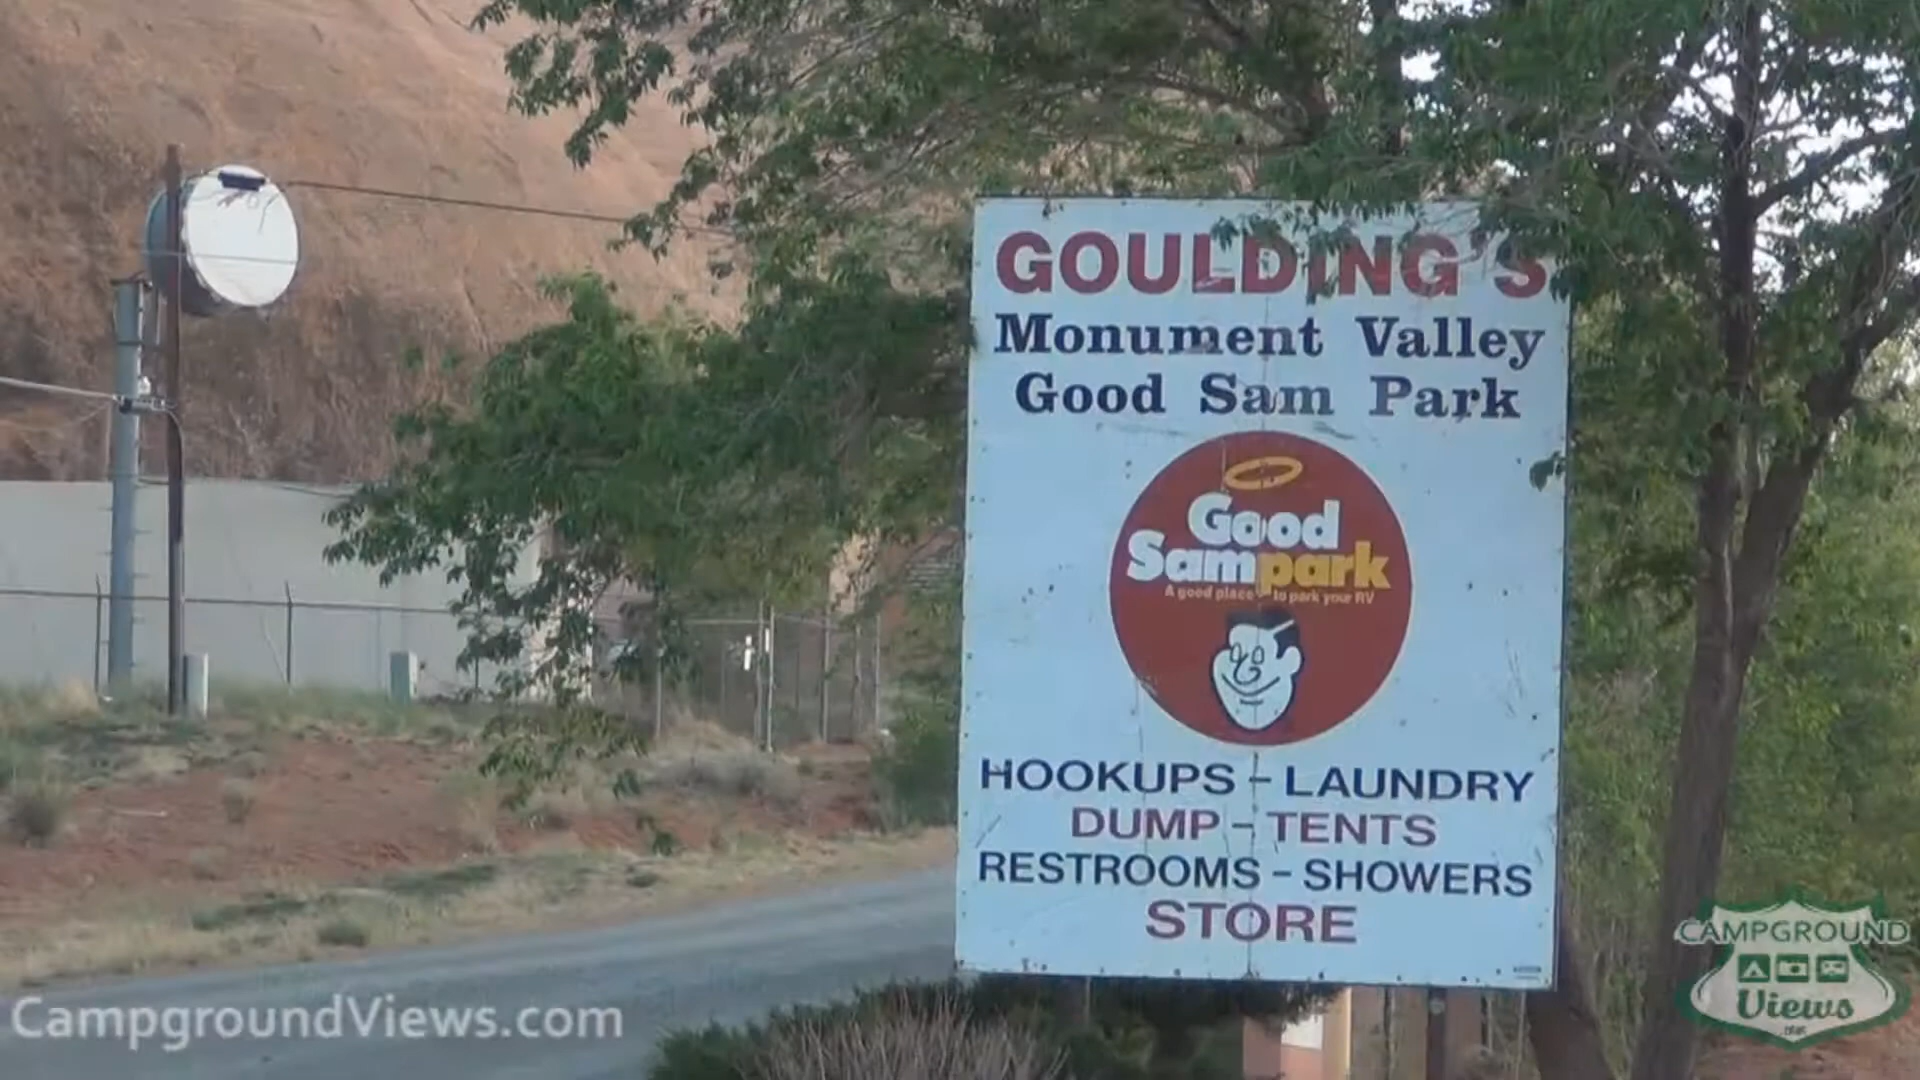 GOULDING'S
Monument Valley
Good Sam Park
Good
Sampark
A good place to park your RV
HOOKUPS - LAUNDRY
DUMP - TENTS
RESTROOMS - SHOWERS
STORE
CampgroundViews.com
CAMPGROUND
Views